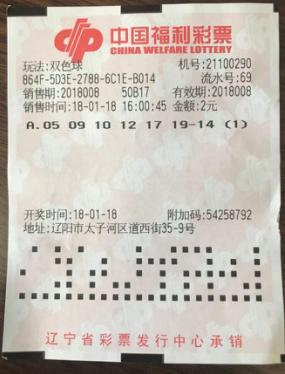 中国福利彩票
CHINA WELFARE LOTTERY
玩法:双色球 机号:21100290
864F-5D3E-2788-6C1E-B014 流水号:69
销售期:2018008 50B17 有效期:2018008
销售时间:18-01-18 16:00:45 金额:2元
A.05 09 10 12 17 19-14 (1)
开奖时间:18-01-18 附加码:54258792
地址:辽阳市太子河区道西街35-9号
辽宁省彩票发行中心承销